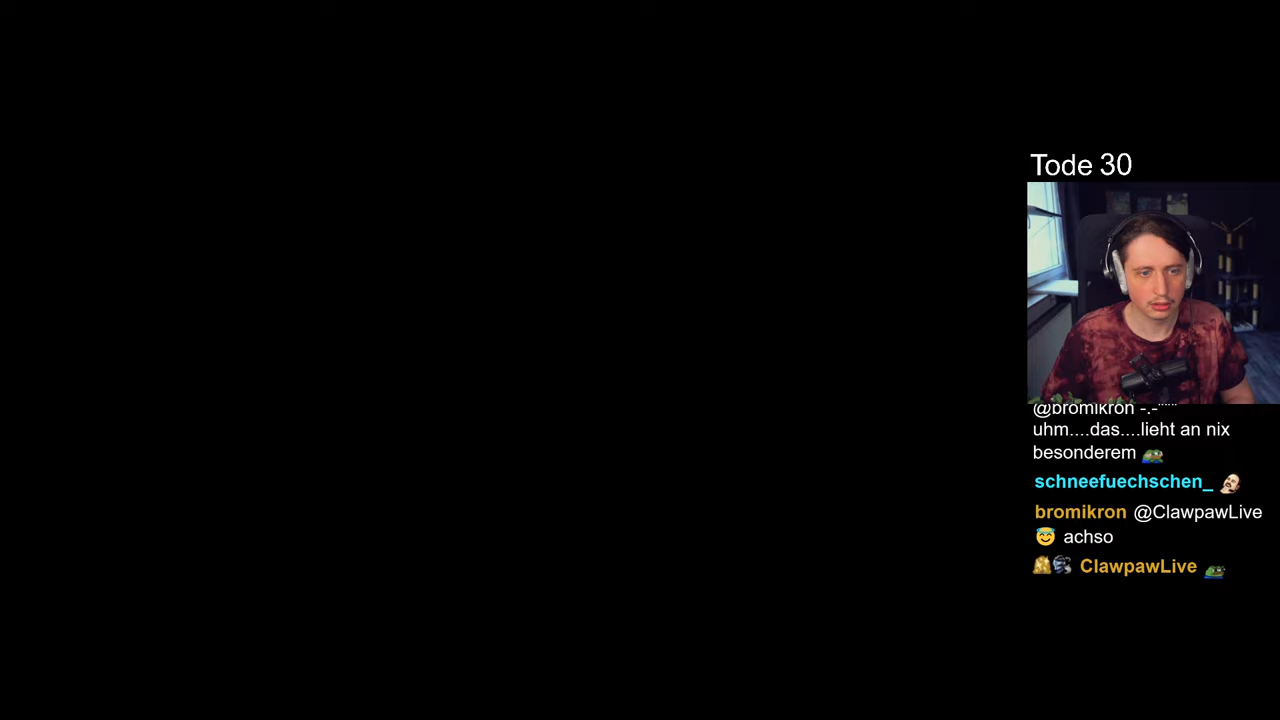 Tode 30
@bromikron -.-""""
uhm....das....lieht an nix
besonderem
schneefuechschen_
bromikron @ClawpawLive
achso
ClawpawLive